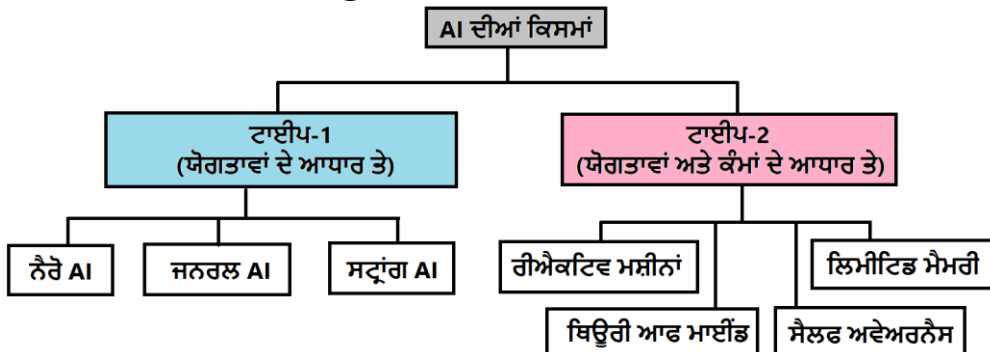 AI ਦੀਆਂ ਕਿਸਮਾਂ
ਟਾਈਪ-1
(ਯੋਗਤਾਵਾਂ ਦੇ ਆਧਾਰ ਤੇ)
ਟਾਈਪ-2
(ਯੋਗਤਾਵਾਂ ਅਤੇ ਕੰਮਾਂ ਦੇ ਆਧਾਰ ਤੇ)
ਨੈਰੋ AI
ਜਨਰਲ AI
ਸਟ੍ਰਾਂਗ AI
ਰੀਐਕਟਿਵ ਮਸ਼ੀਨਾਂ
ਲਿਮੀਟਿਡ ਮੈਮਰੀ
ਥਿਊਰੀ ਆਫ ਮਾਈਂਡ
ਸੈਲਫ ਅਵੇਅਰਨੈਸ